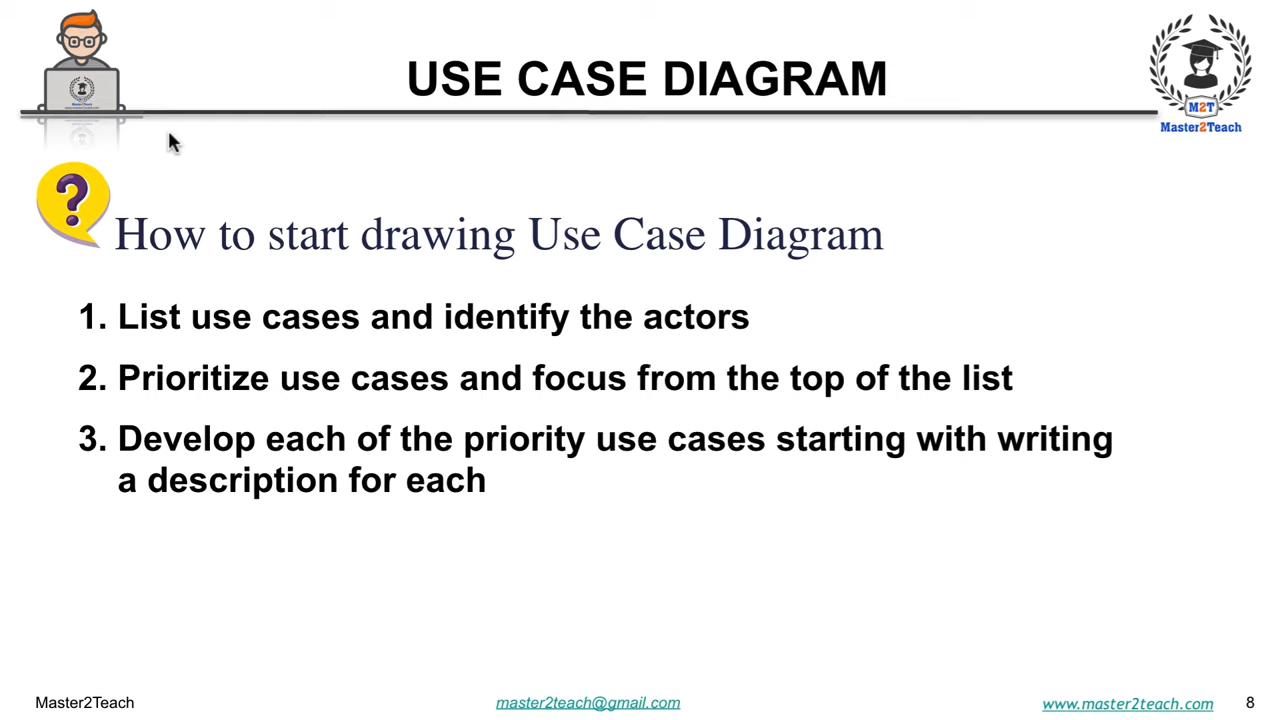 USE CASE DIAGRAM
M2T
Master2Teach
?
How to start drawing Use Case Diagram
1. List use cases and identify the actors
2. Prioritize use cases and focus from the top of the list
3. Develop each of the priority use cases starting with writing
a description for each
Master2Teach
master2teach@gmail.com
www.master2teach.com
8